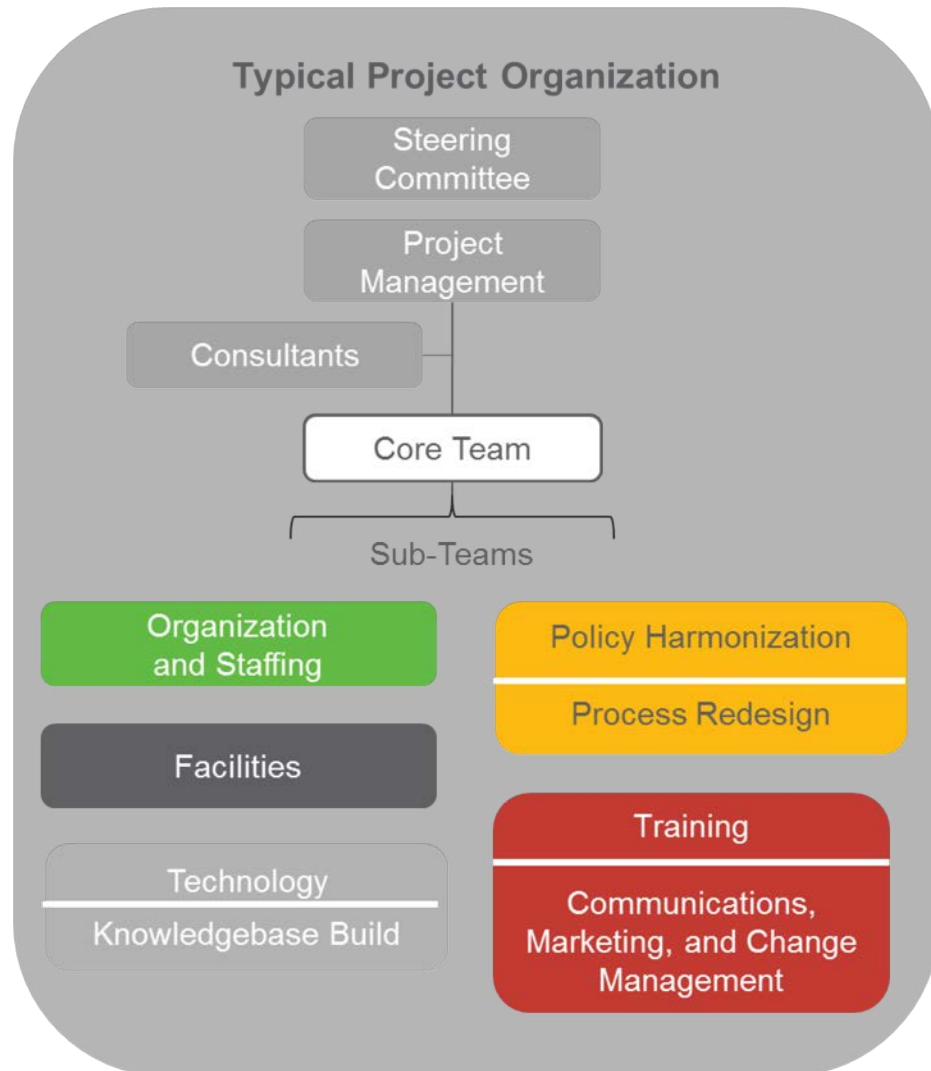 Typical Project Organization
Steering
Committee
Project
Management
Consultants
Core Team
Sub-Teams
Organization
and Staffing
Facilities
Technology
Knowledgebase Build
Policy Harmonization
Process Redesign
Training
Communications,
Marketing, and Change
Management